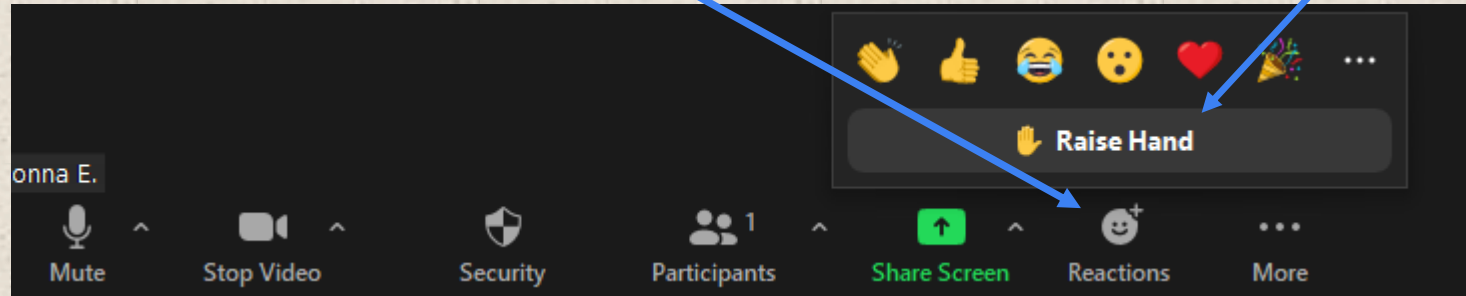 Raise Hand
onna E.
1
Mute Stop Video Security Participants Share Screen Reactions More